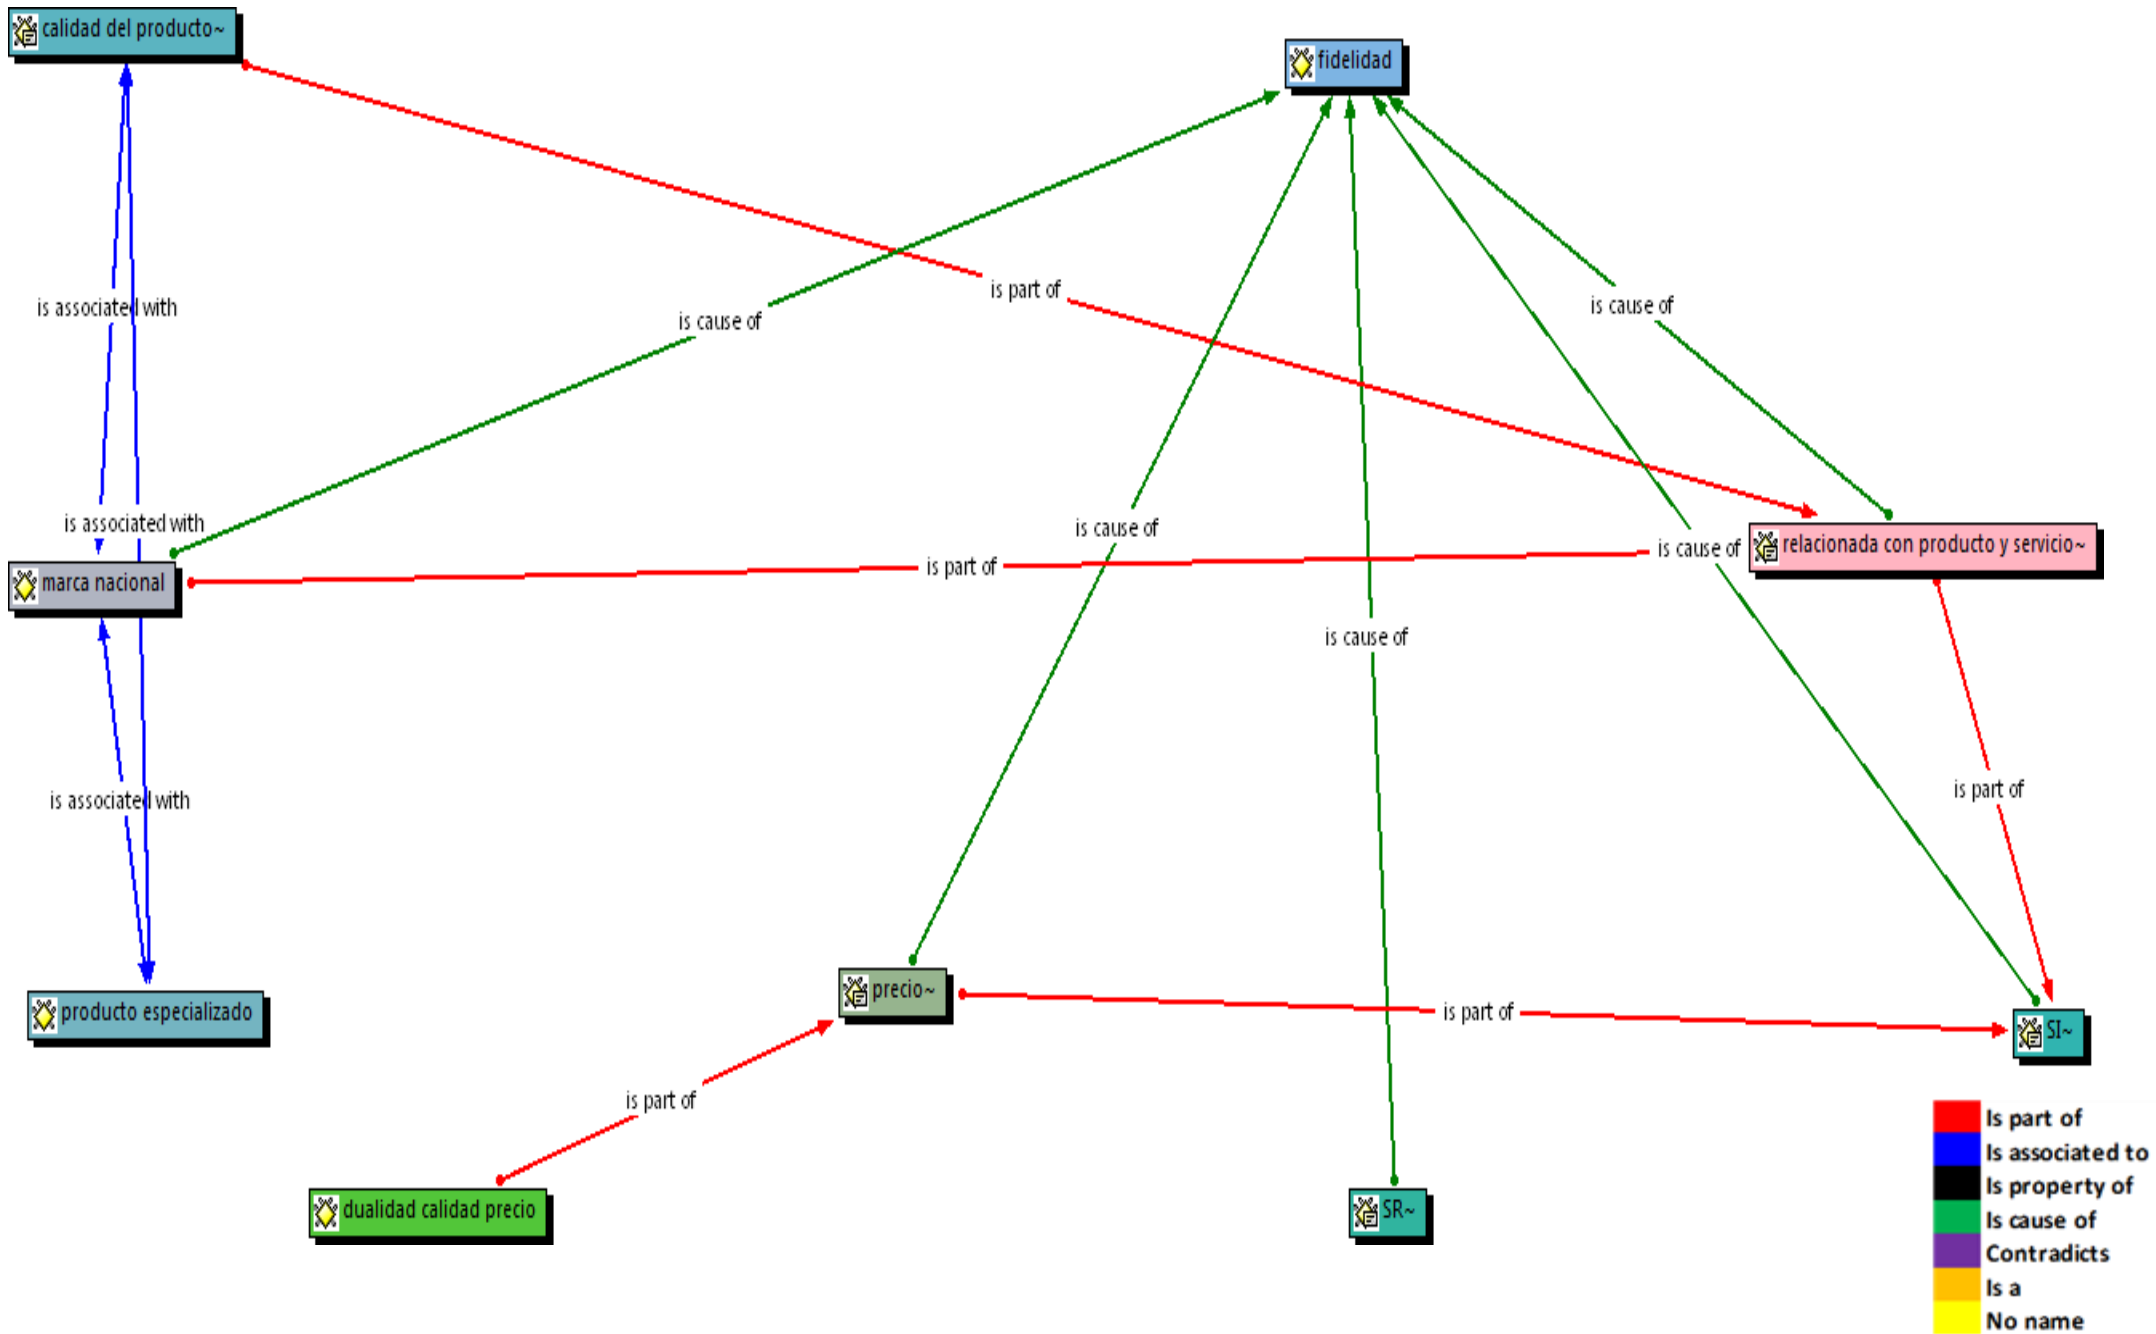 calidad del producto~
fidelidad
is part of
is cause of
is associated with
is cause of
is associated with
is cause of
is cause of
relacionada con producto y servicio~
is part of
marca nacional
is cause of
is part of
is associated with
precio~
producto especializado
is part of
SI~
is part of
dualidad calidad precio
SR~
Is part of
Is associated to
Is property of
Is cause of
Contradicts
Is a
No name